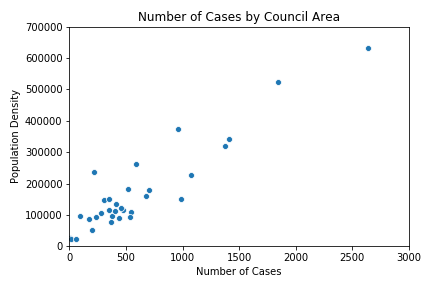 Number of Cases by Council Area
700000
600000
500000
400000
300000
200000
100000
0
Population Density
0 500 1000 1500 2000 2500 3000
Number of Cases